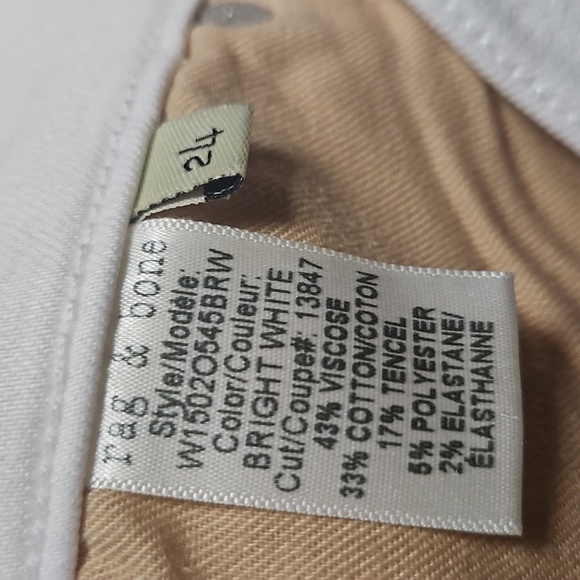 24
rag & bone
Style/Modèle:
W1502O545BRW
Color/Couleur:
BRIGHT WHITE
Cut/Coupe#: 13847
43% VISCOSE
33% COTTON/COTON
17% TENCEL
5% POLYESTER
2% ELASTANE/
ÉLASTHANNE